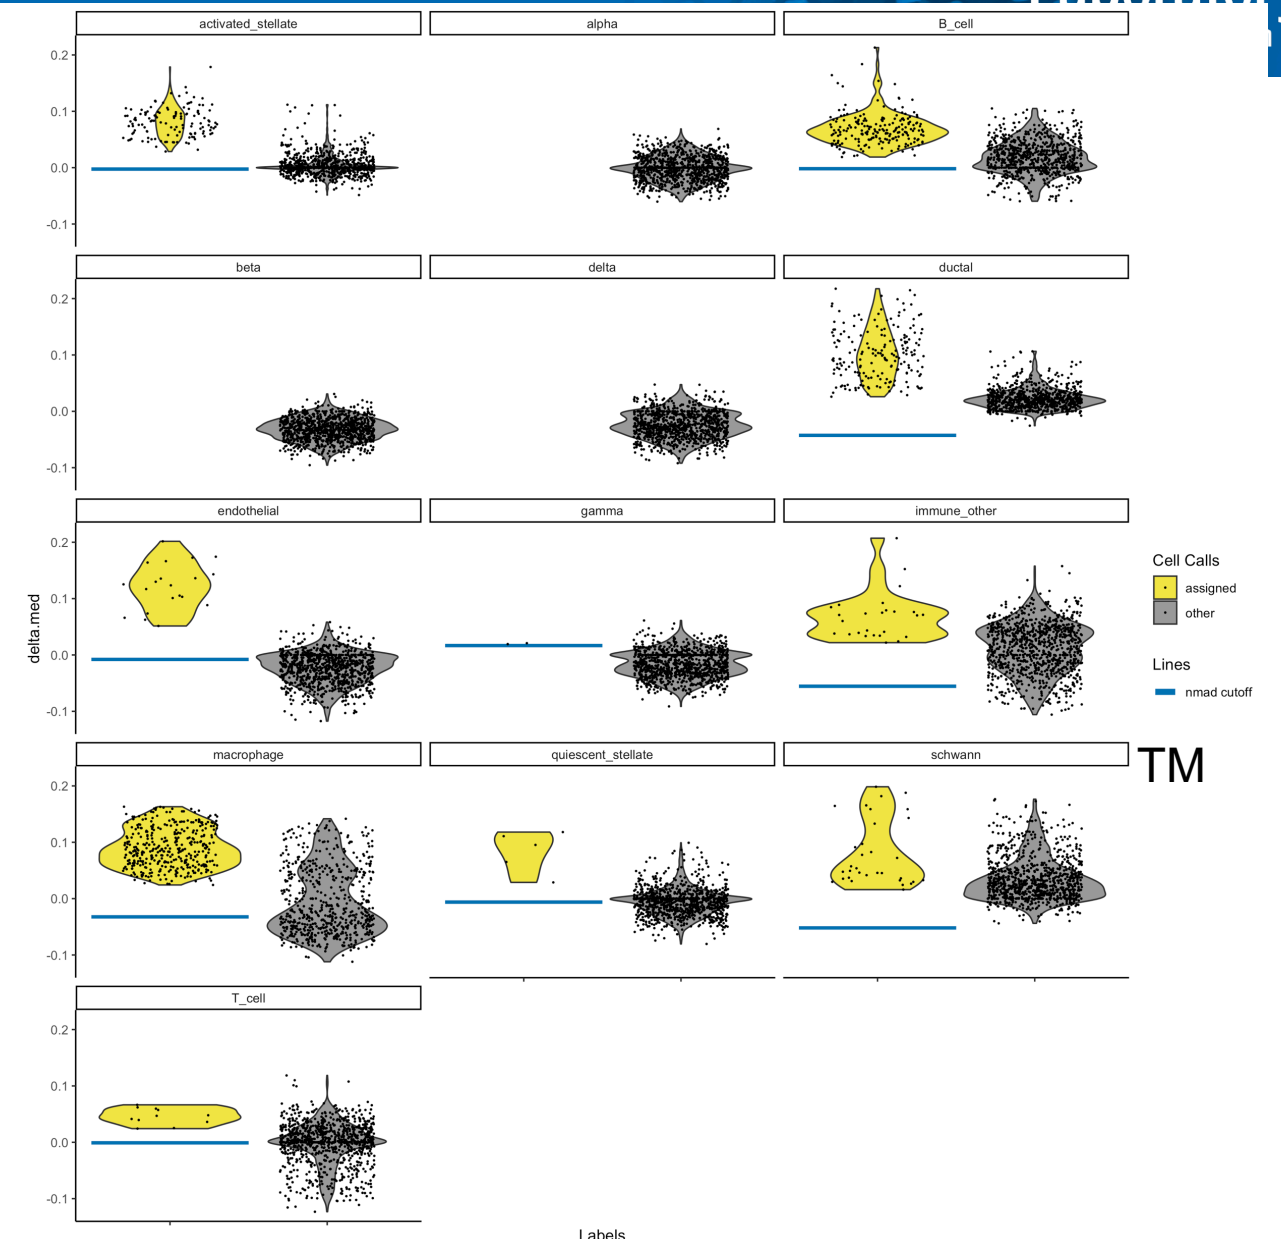 activated_stellate
alpha
B_cell
0.2
0.1
0.0
-0.1
beta
delta
ductal
0.2
0.1
0.0
-0.1
endothelial
gamma
immune_other
0.2
0.1
0.0
-0.1
delta.med
Cell Calls
assigned
other
Lines
nmad cutoff
macrophage
quiescent_stellate
schwann
TM
0.2
0.1
0.0
-0.1
T_cell
0.2
0.1
0.0
-0.1
Labels